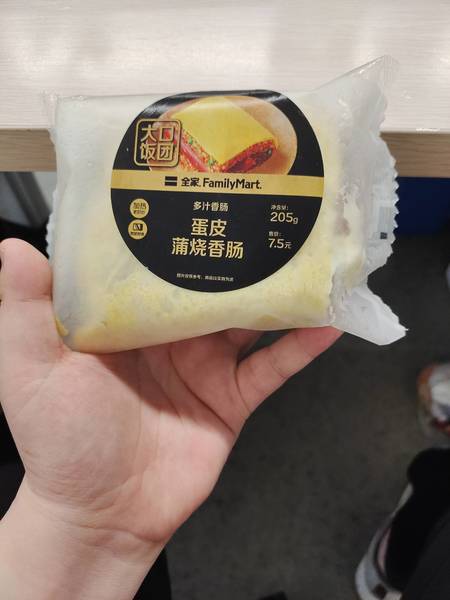 大口
饭团
全家 FamilyMart.
多汁香肠
净含量:
205g
蛋皮
蒲烧香肠
售价:
7.5元
加热